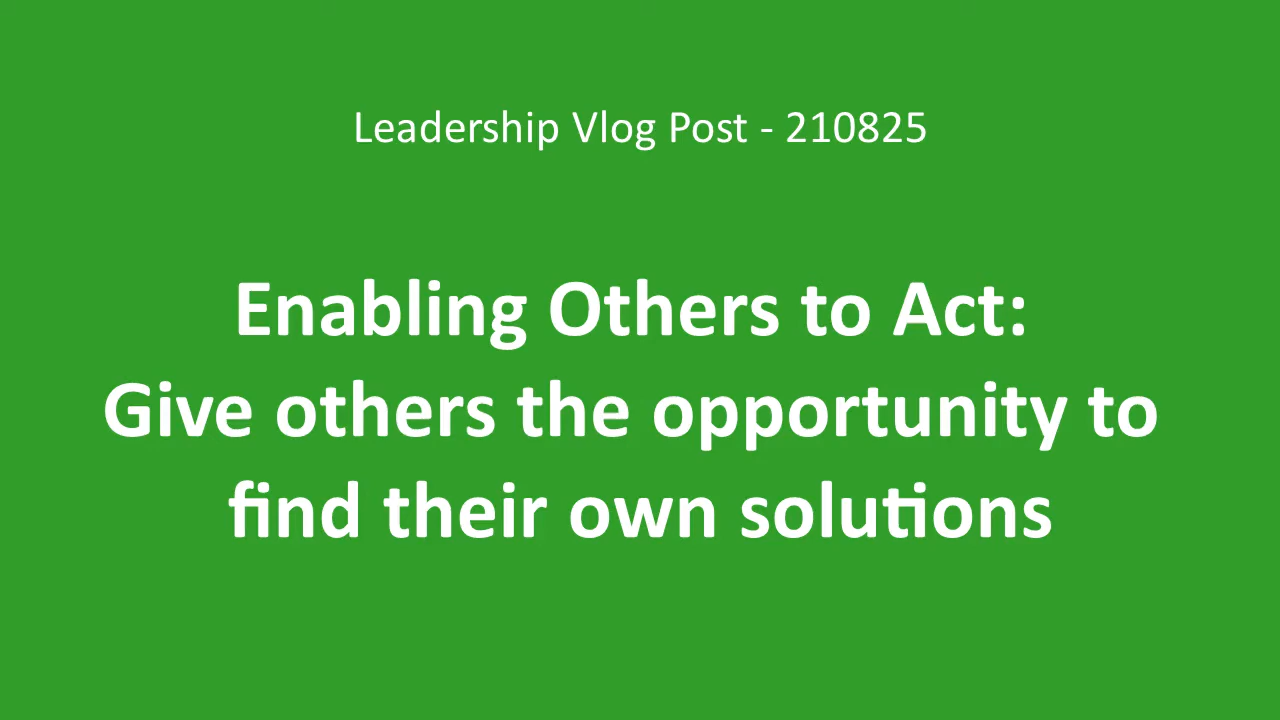 Leadership Vlog Post - 210825
Enabling Others to Act:
Give others the opportunity to
find their own solutions